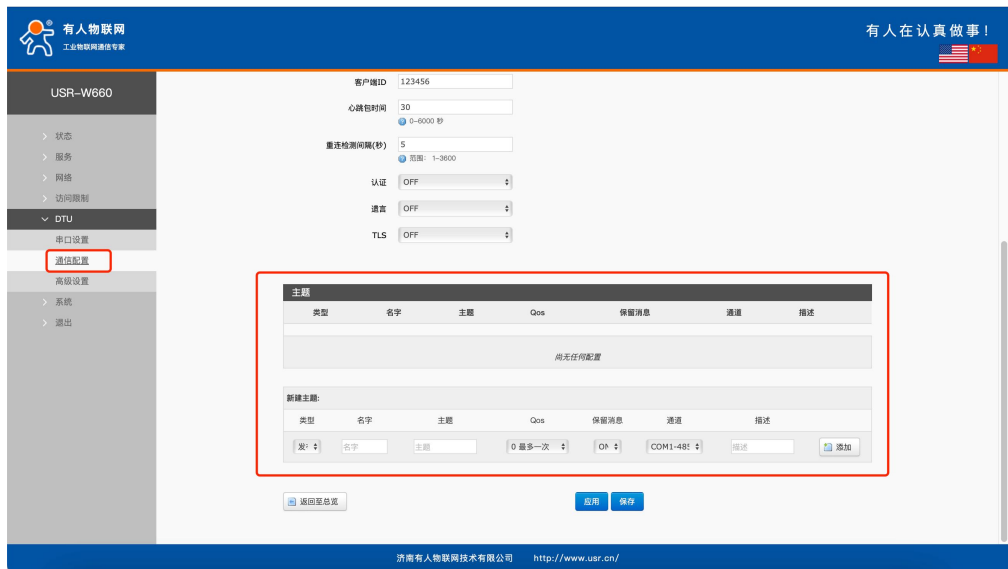 有人物联网
工业物联网通信专家
有人在认真做事!
USR-W660
状态
服务
网络
访问限制
DTU
串口设置
通信配置
高级设置
系统
退出
客户端ID 123456
心跳包时间 30
0~6000 秒
重连检测间隔(秒) 5
范围: 1~3600
认证 OFF
遗言 OFF
TLS OFF
主题
类型 名字 主题 Qos 保留消息 通道 描述
尚无任何配置
新建主题:
类型 名字 主题 Qos 保留消息 通道 描述
名字 主题 0 最多一次 COM1-485 描述 添加
返回至总览 应用 保存
济南有人物联网技术有限公司 http://www.usr.cn/